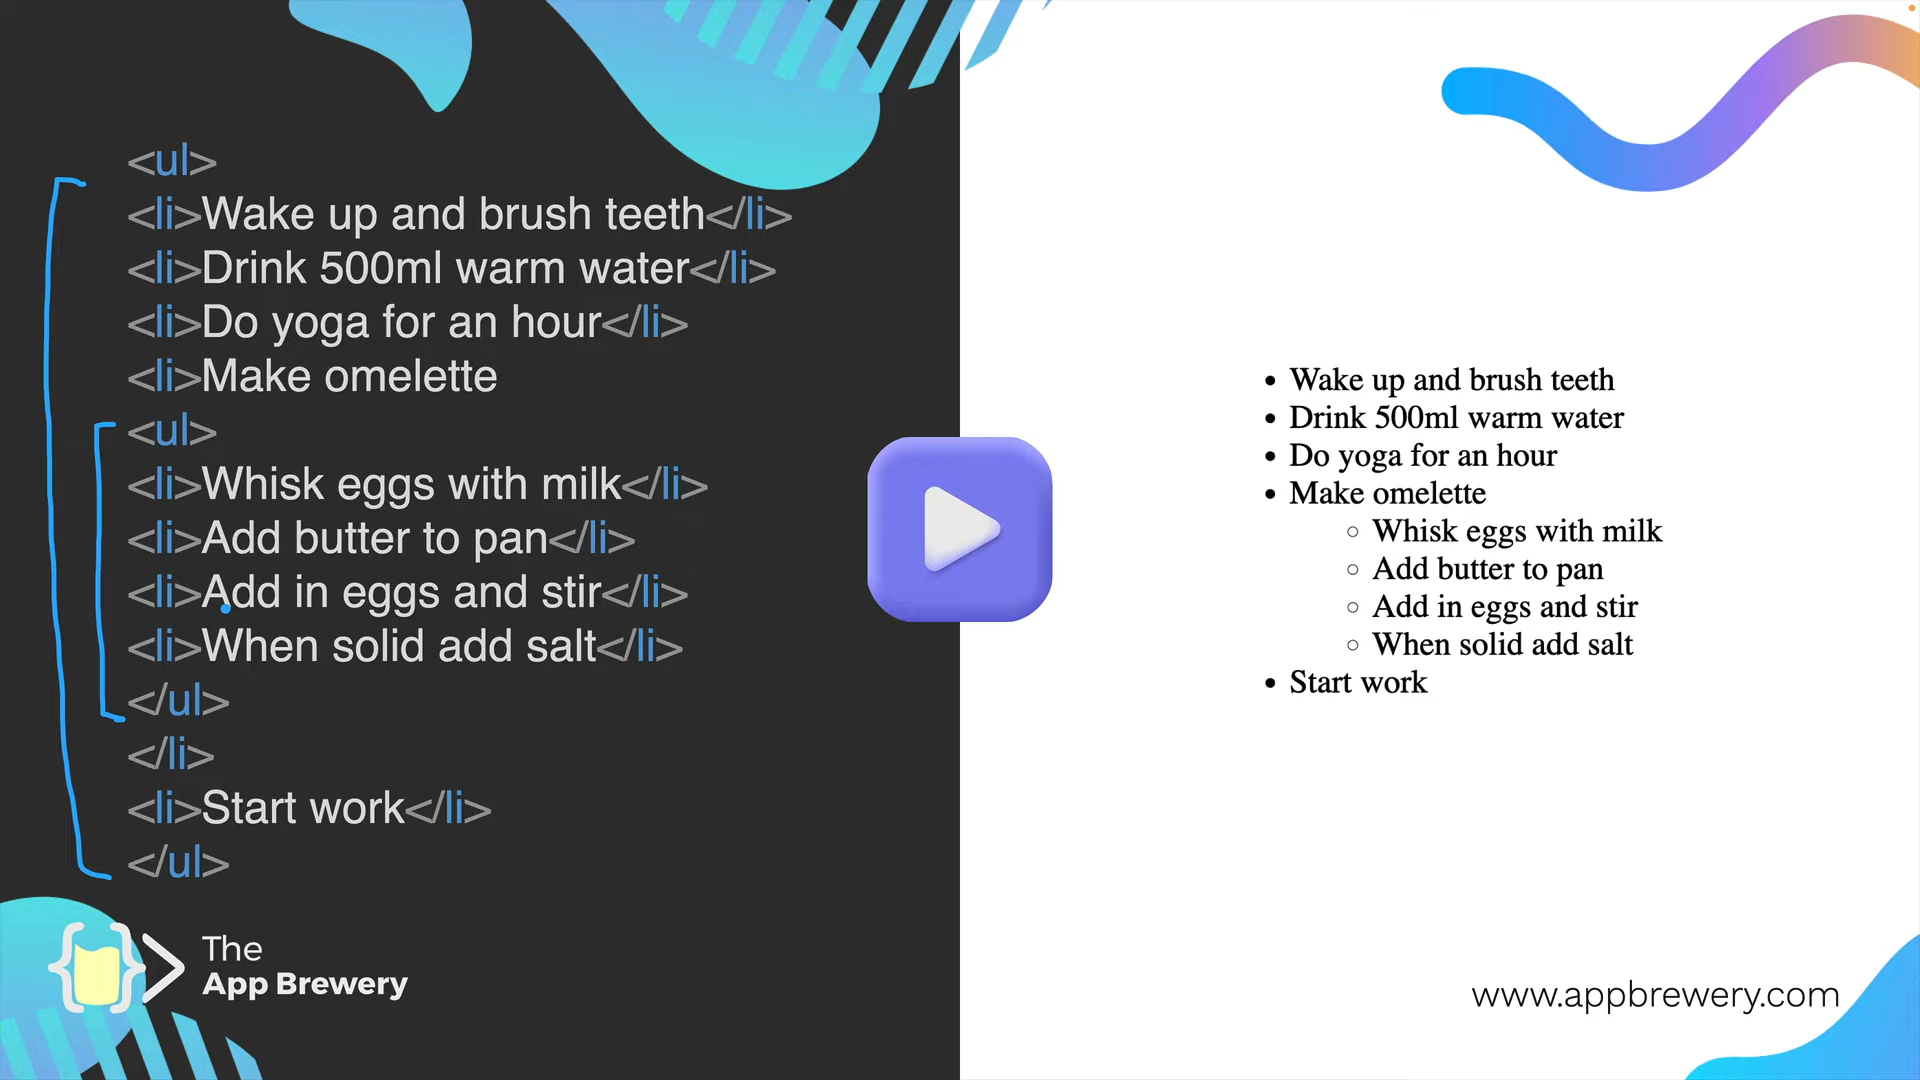 <ul>
<li>Wake up and brush teeth</li>
<li>Drink 500ml warm water</li>
<li>Do yoga for an hour</li>
<li>Make omelette
<ul>
<li>Whisk eggs with milk</li>
<li>Add butter to pan</li>
<li>Add in eggs and stir</li>
<li>When solid add salt</li>
</ul>
</li>
<li>Start work</li>
</ul>
The
App Brewery
• Wake up and brush teeth
• Drink 500ml warm water
• Do yoga for an hour
• Make omelette
◦ Whisk eggs with milk
◦ Add butter to pan
◦ Add in eggs and stir
◦ When solid add salt
• Start work
www.appbrewery.com